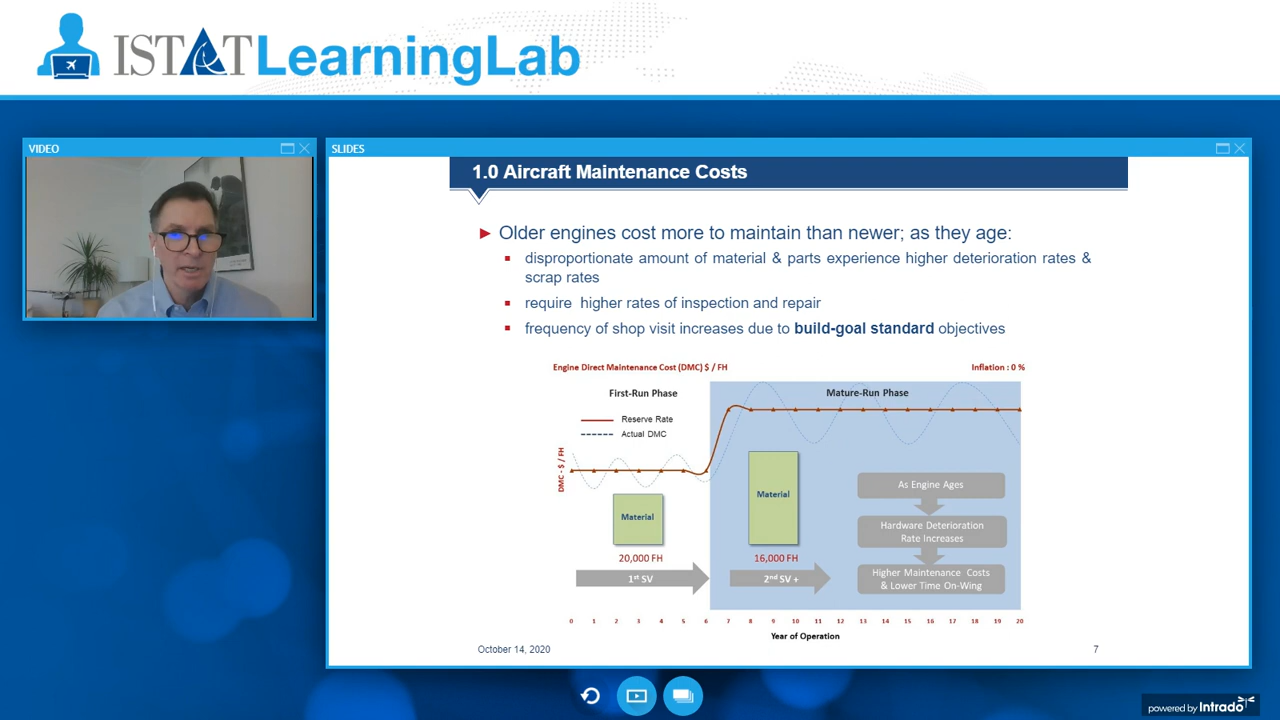 ISTAT LearningLab
VIDEO
SLIDES
1.0 Aircraft Maintenance Costs
► Older engines cost more to maintain than newer; as they age:
▪ disproportionate amount of material & parts experience higher deterioration rates &
scrap rates
▪ require higher rates of inspection and repair
▪ frequency of shop visit increases due to build-goal standard objectives
Engine Direct Maintenance Cost (DMC) $ / FH
Inflation : 0 %
First-Run Phase
Mature-Run Phase
Reserve Rate
Actual DMC
DMC - $ / FH
Material
Material
As Engine Ages
Hardware Deterioration
Rate Increases
Higher Maintenance Costs
& Lower Time On-Wing
20,000 FH
16,000 FH
1st SV
2nd SV +
0 1 2 3 4 5 6 7 8 9 10 11 12 13 14 15 16 17 18 19 20
Year of Operation
October 14, 2020
7
powered by Intrado